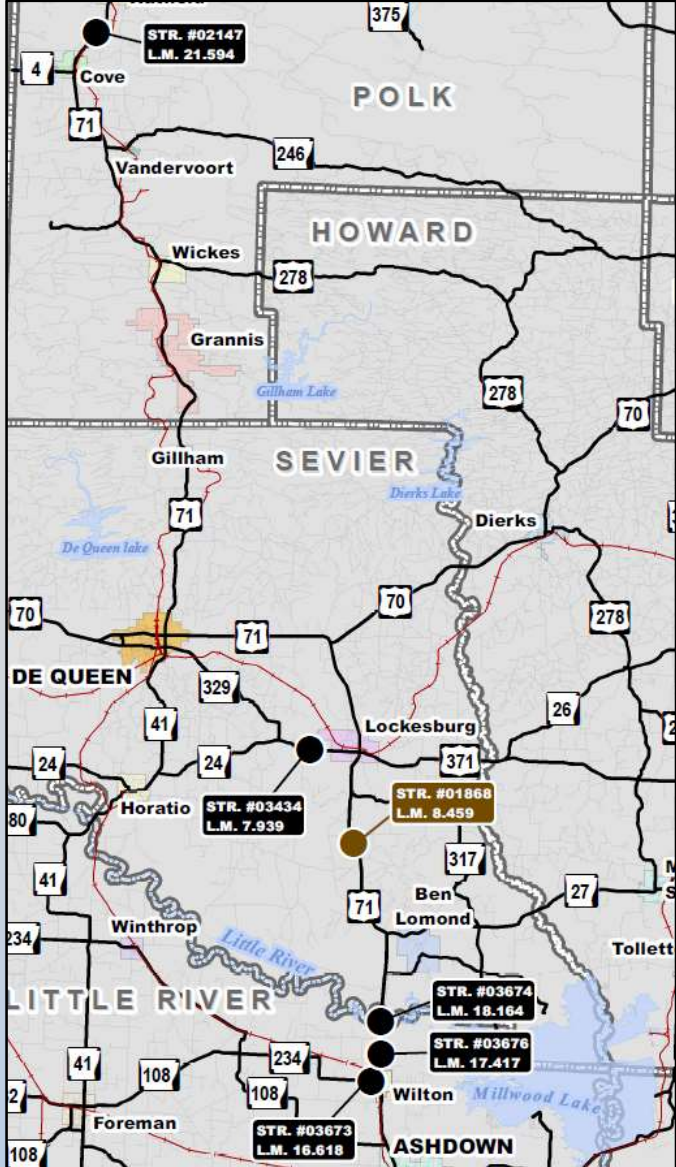 375
STR. #02147
L.M. 21.594
4
Cove
POLK
71
246
Vandervoort
HOWARD
Wickes
278
Grannis
Gillham Lake
278
70
Gillham
SEVIER
Dierks Lake
71
Dierks
De Queen lake
70
70
278
71
DE QUEEN
329
26
41
Lockesburg
24
24
371
STR. #03434
L.M. 7.939
STR. #01868
L.M. 8.459
Horatio
80
317
41
27
71
Ben
Lomond
Winthrop
234
Little River
Tollett
STR. #03674
L.M. 18.164
LITTLE RIVER
STR. #03676
L.M. 17.417
41
234
108
108
Wilton
Millwood Lake
2
Foreman
STR. #03673
L.M. 16.618
ASHDOWN
108